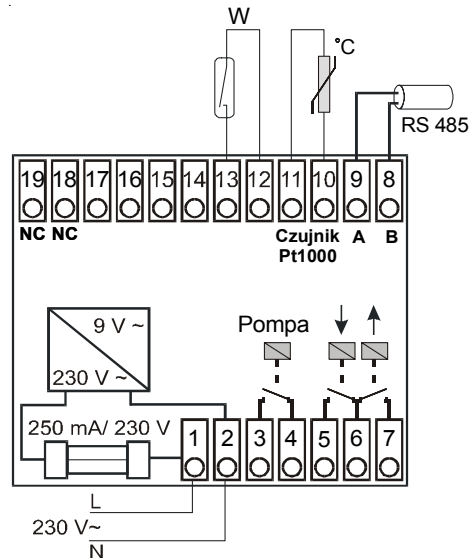 W
°C
RS 485
19 18 17 16 15 14 13 12 11 10 9 8
NC NC Czujnik A B
Pt1000
9 V ~
230 V ~
Pompa
250 mA/ 230 V
1 2 3 4 5 6 7
L
230 V~
N